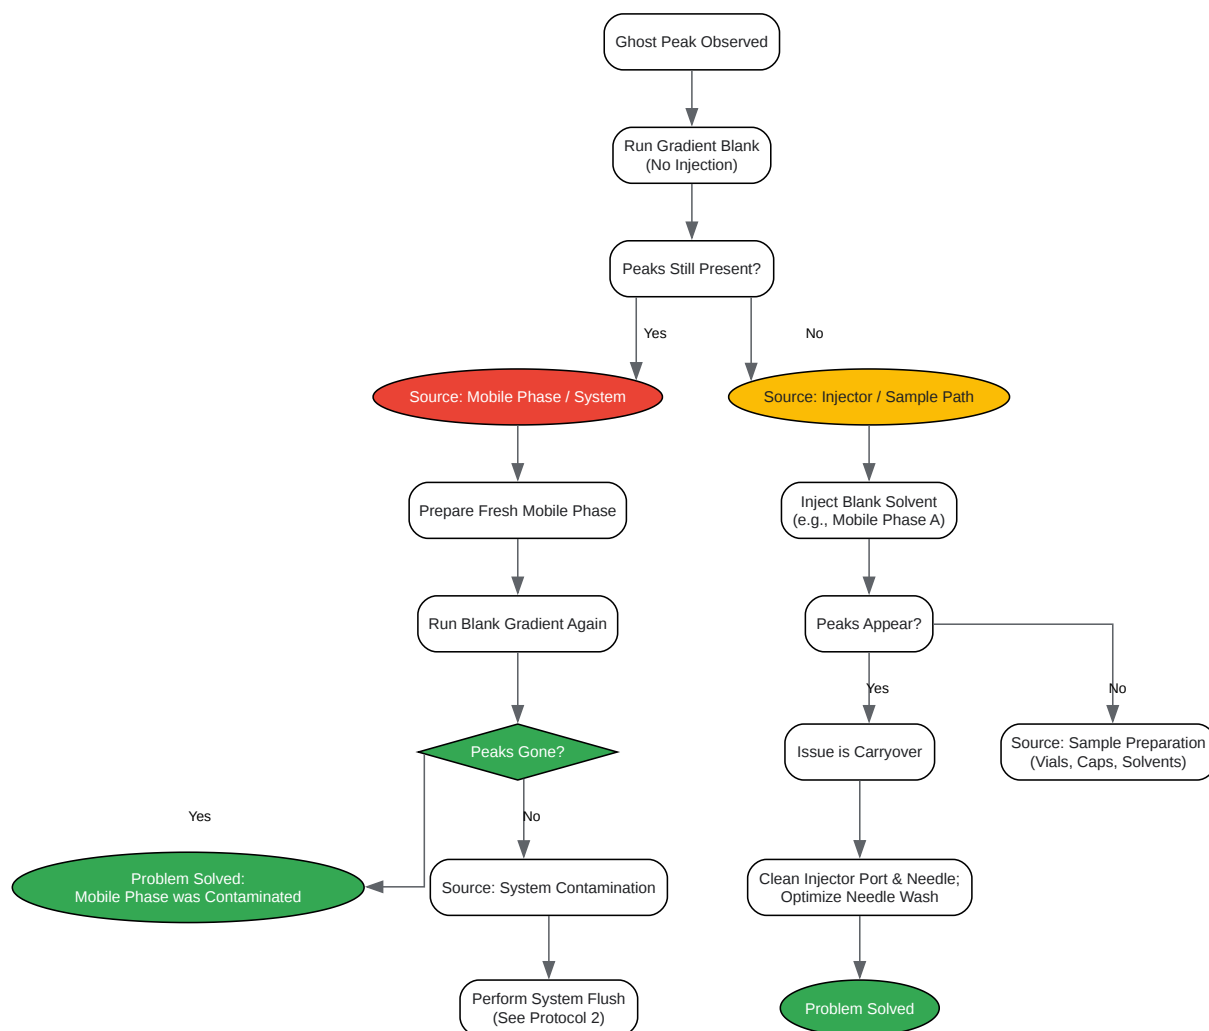 Ghost Peak Observed
Run Gradient Blank
(No Injection)
Peaks Still Present?
Yes
No
Source: Mobile Phase / System
Source: Injector / Sample Path
Prepare Fresh Mobile Phase
Inject Blank Solvent
(e.g., Mobile Phase A)
Run Blank Gradient Again
Peaks Appear?
Yes
No
Peaks Gone?
Issue is Carryover
Source: Sample Preparation
(Vials, Caps, Solvents)
Yes
No
Problem Solved:
Mobile Phase was Contaminated
Source: System Contamination
Clean Injector Port & Needle;
Optimize Needle Wash
Perform System Flush
(See Protocol 2)
Problem Solved